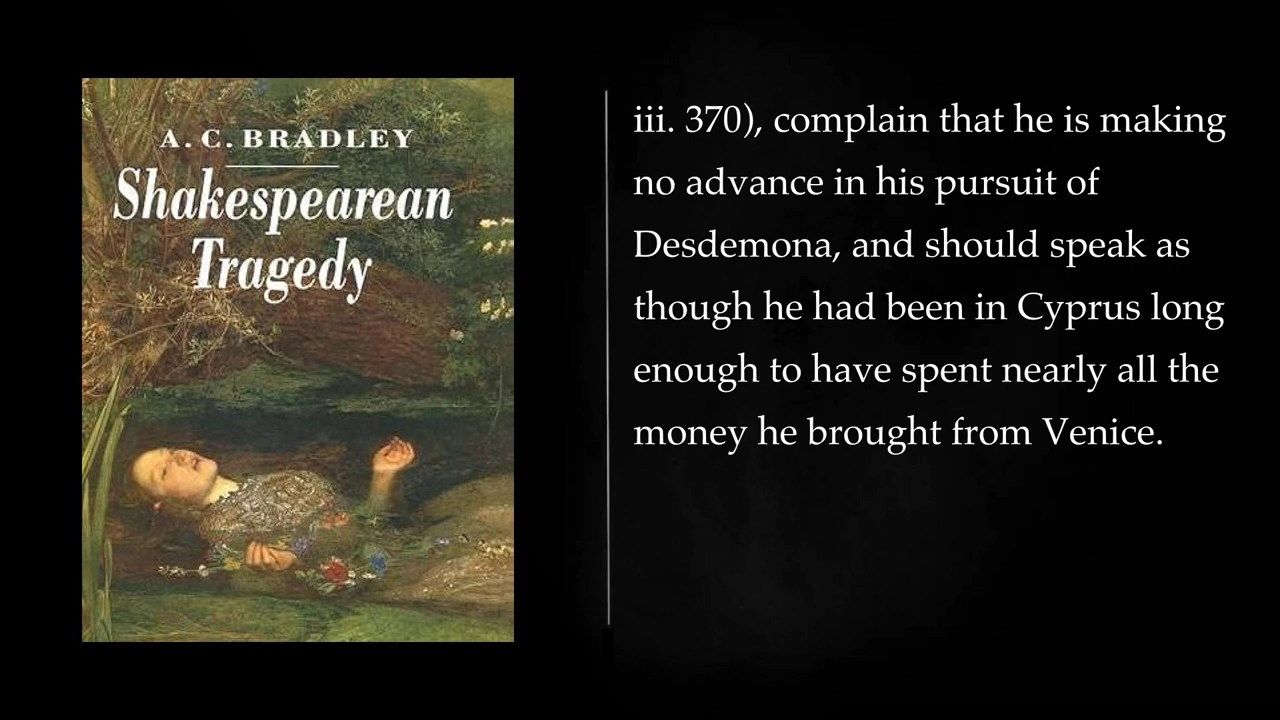 A. C. BRADLEY
Shakespearean
Tragedy
iii. 370), complain that he is making
no advance in his pursuit of
Desdemona, and should speak as
though he had been in Cyprus long
enough to have spent nearly all the
money he brought from Venice.